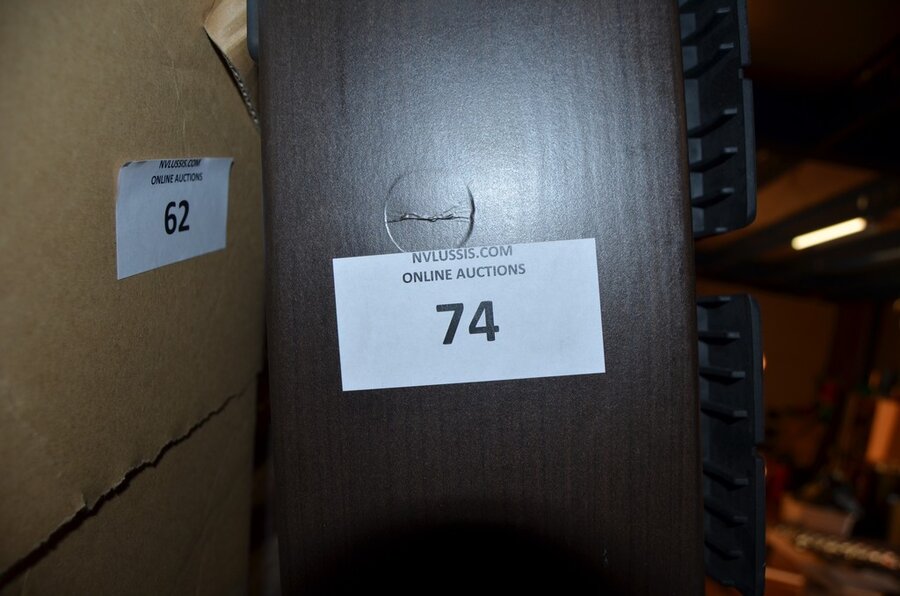 NVLUSSIS.COM
ONLINE AUCTIONS
62
NVLUSSIS.COM
ONLINE AUCTIONS
74